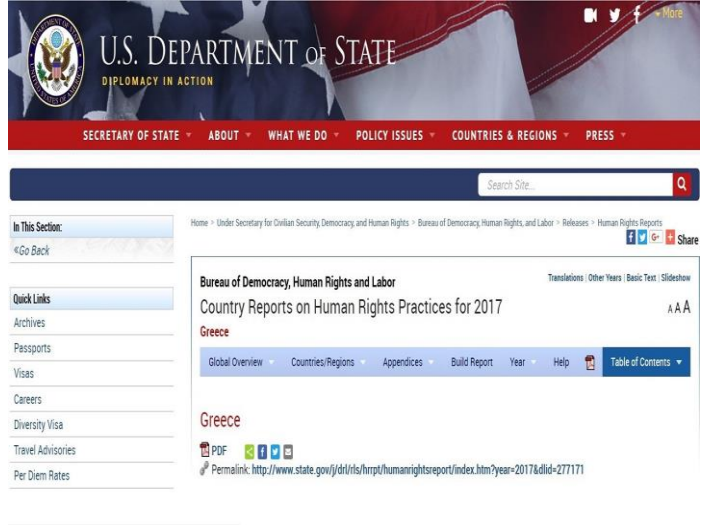 More
U.S. DEPARTMENT OF STATE
DIPLOMACY IN ACTION
SECRETARY OF STATE ABOUT WHAT WE DO POLICY ISSUES COUNTRIES & REGIONS PRESS
Search Site...
In This Section:
«Go Back
Quick Links
Archives
Passports
Visas
Careers
Diversity Visa
Travel Advisories
Per Diem Rates
Home > Under Secretary for Civilian Security, Democracy, and Human Rights > Bureau of Democracy, Human Rights, and Labor > Releases > Human Rights Reports
Share
Bureau of Democracy, Human Rights and Labor
Translations | Other Years | Basic Text | Slideshow
Country Reports on Human Rights Practices for 2017
A A A
Greece
Global Overview Countries/Regions Appendices Build Report Year Help Table of Contents
Greece
PDF
Permalink: http://www.state.gov/j/drl/rls/hrrpt/humanrightsreport/index.htm?year=2017&dlid=277171